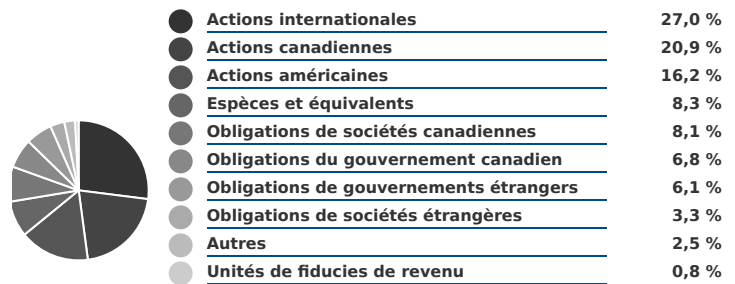 Actions internationales 27,0 %
Actions canadiennes 20,9 %
Actions américaines 16,2 %
Espèces et équivalents 8,3 %
Obligations de sociétés canadiennes 8,1 %
Obligations du gouvernement canadien 6,8 %
Obligations de gouvernements étrangers 6,1 %
Obligations de sociétés étrangères 3,3 %
Autres 2,5 %
Unités de fiducies de revenu 0,8 %